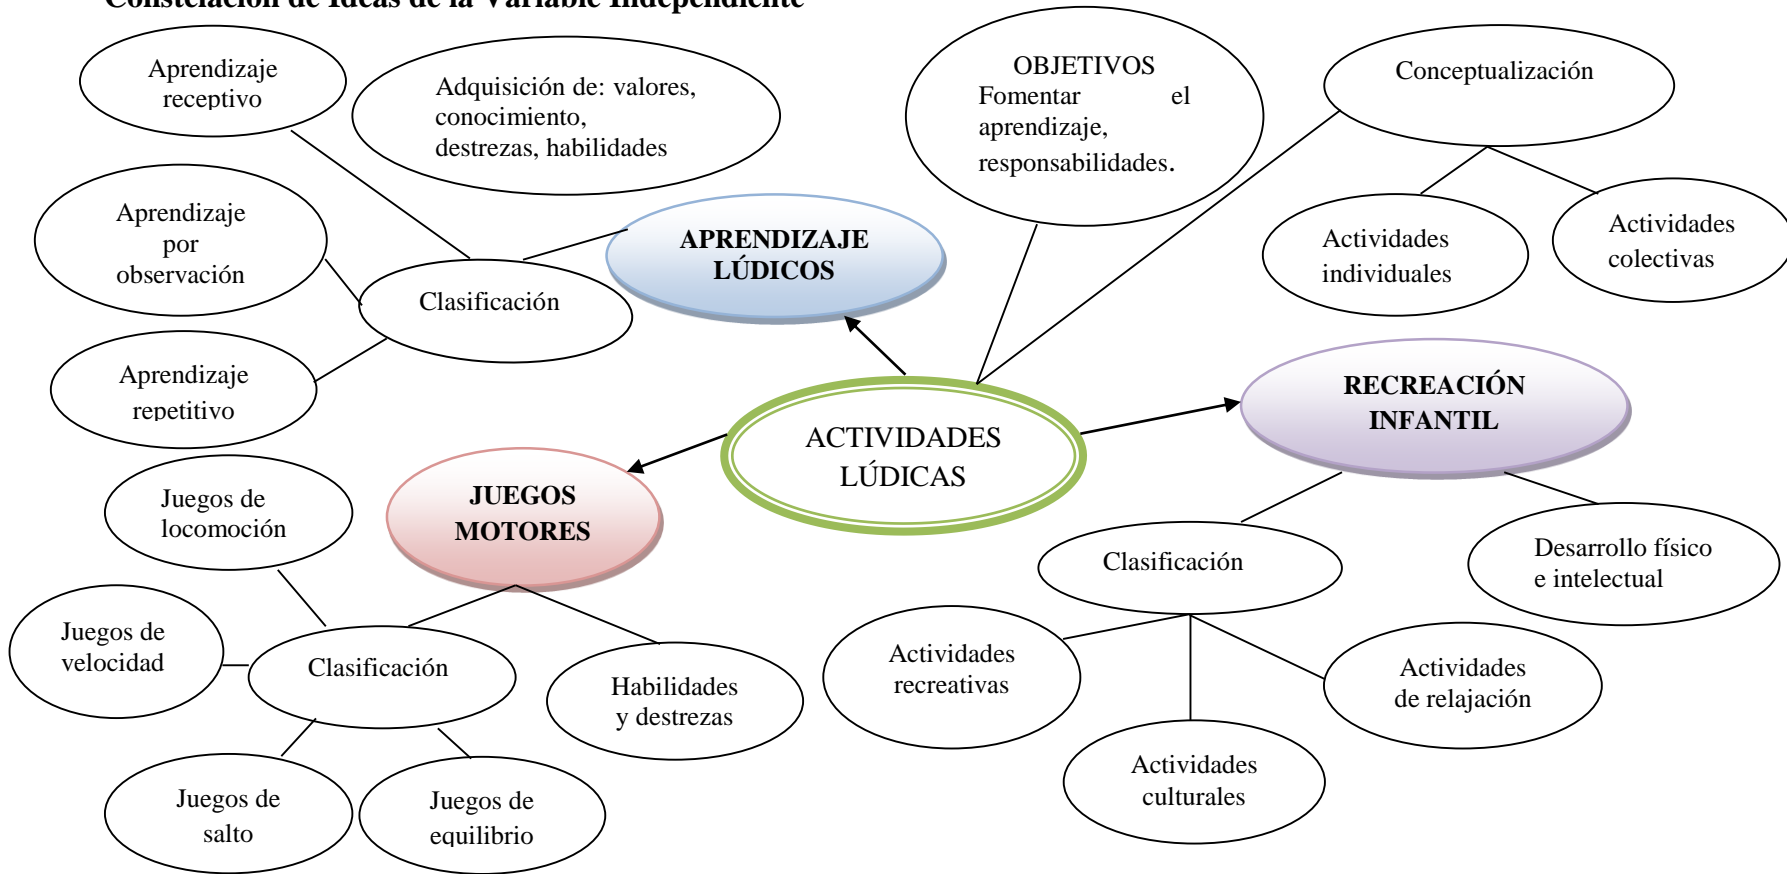 Constelación de Ideas de la Variable Independiente
Aprendizaje
receptivo
Adquisición de: valores,
conocimiento,
destrezas, habilidades
OBJETIVOS
Fomentar el
aprendizaje,
responsabilidades.
Conceptualización
Aprendizaje
por
observación
APRENDIZAJE
LÚDICOS
Actividades
individuales
Actividades
colectivas
Clasificación
Aprendizaje
repetitivo
RECREACIÓN
INFANTIL
ACTIVIDADES
LÚDICAS
Juegos de
locomoción
JUEGOS
MOTORES
Clasificación
Desarrollo físico
e intelectual
Juegos de
velocidad
Clasificación
Habilidades
y destrezas
Actividades
recreativas
Actividades
de relajación
Juegos de
salto
Juegos de
equilibrio
Actividades
culturales